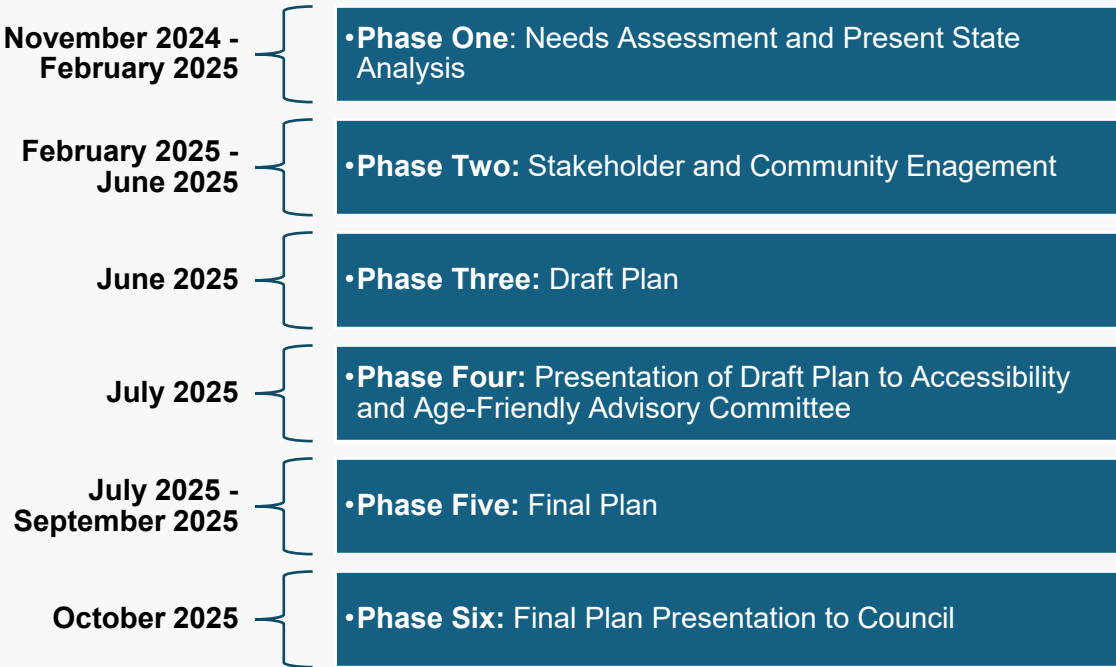 November 2024 -
February 2025
•Phase One: Needs Assessment and Present State
Analysis
February 2025 -
June 2025
•Phase Two: Stakeholder and Community Enagement
June 2025
•Phase Three: Draft Plan
July 2025
•Phase Four: Presentation of Draft Plan to Accessibility
and Age-Friendly Advisory Committee
July 2025 -
September 2025
•Phase Five: Final Plan
October 2025
•Phase Six: Final Plan Presentation to Council